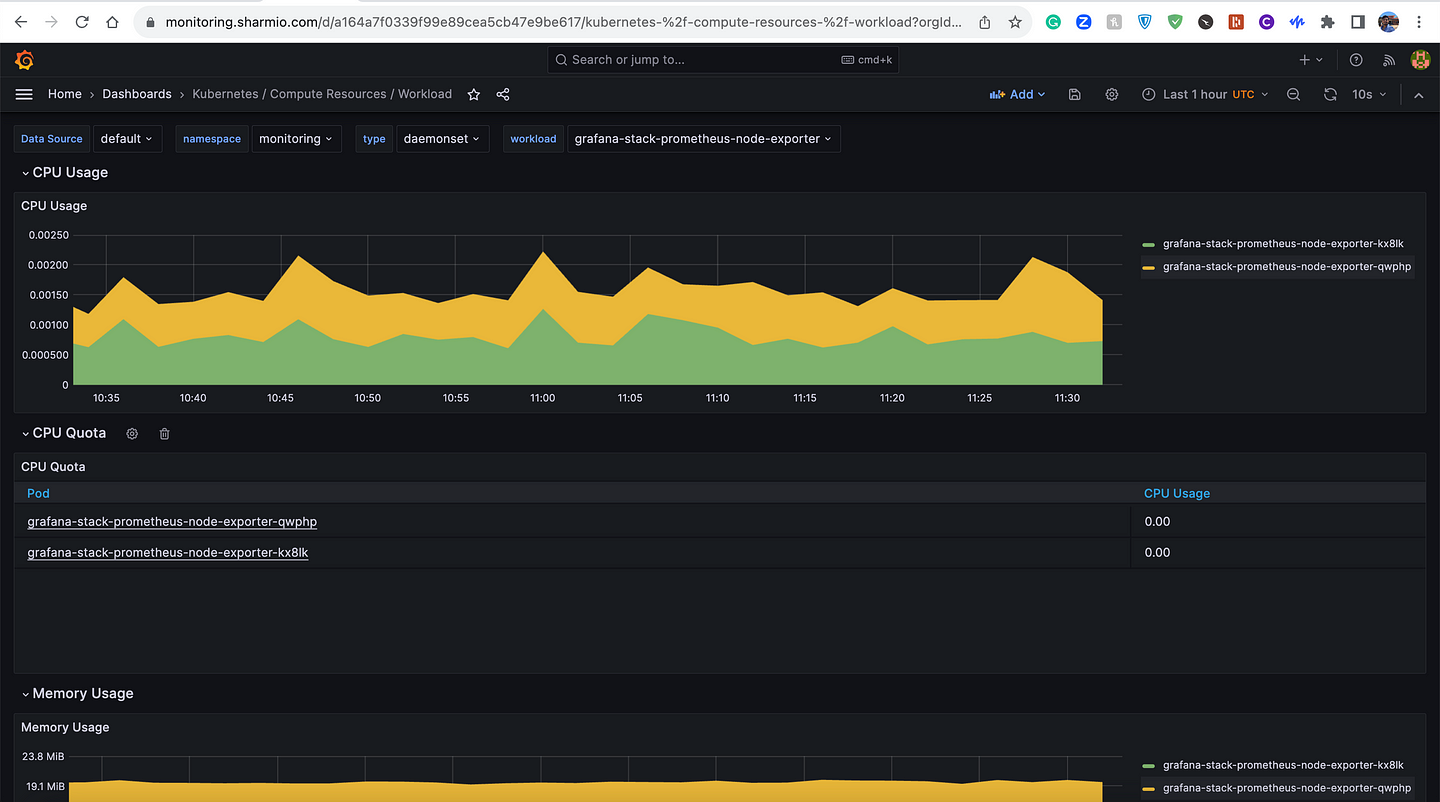 monitoring.sharmio.com/d/a164a7f0339f99e89cea5cb47e9be617/kubernetes-%2f-compute-resources-%2f-workload?orgId...
Search or jump to... cmd+k
Home › Dashboards › Kubernetes / Compute Resources / Workload Add Last 1 hour UTC 10s
Data Source default namespace monitoring type daemonset workload grafana-stack-prometheus-node-exporter
CPU Usage
CPU Usage
0.00250
0.00200
0.00150
0.00100
0.000500
0
10:35 10:40 10:45 10:50 10:55 11:00 11:05 11:10 11:15 11:20 11:25 11:30
grafana-stack-prometheus-node-exporter-kx8lk
grafana-stack-prometheus-node-exporter-qwphp
CPU Quota
CPU Quota
Pod CPU Usage
grafana-stack-prometheus-node-exporter-qwphp 0.00
grafana-stack-prometheus-node-exporter-kx8lk 0.00
Memory Usage
Memory Usage
23.8 MiB
19.1 MiB
grafana-stack-prometheus-node-exporter-kx8lk
grafana-stack-prometheus-node-exporter-qwphp